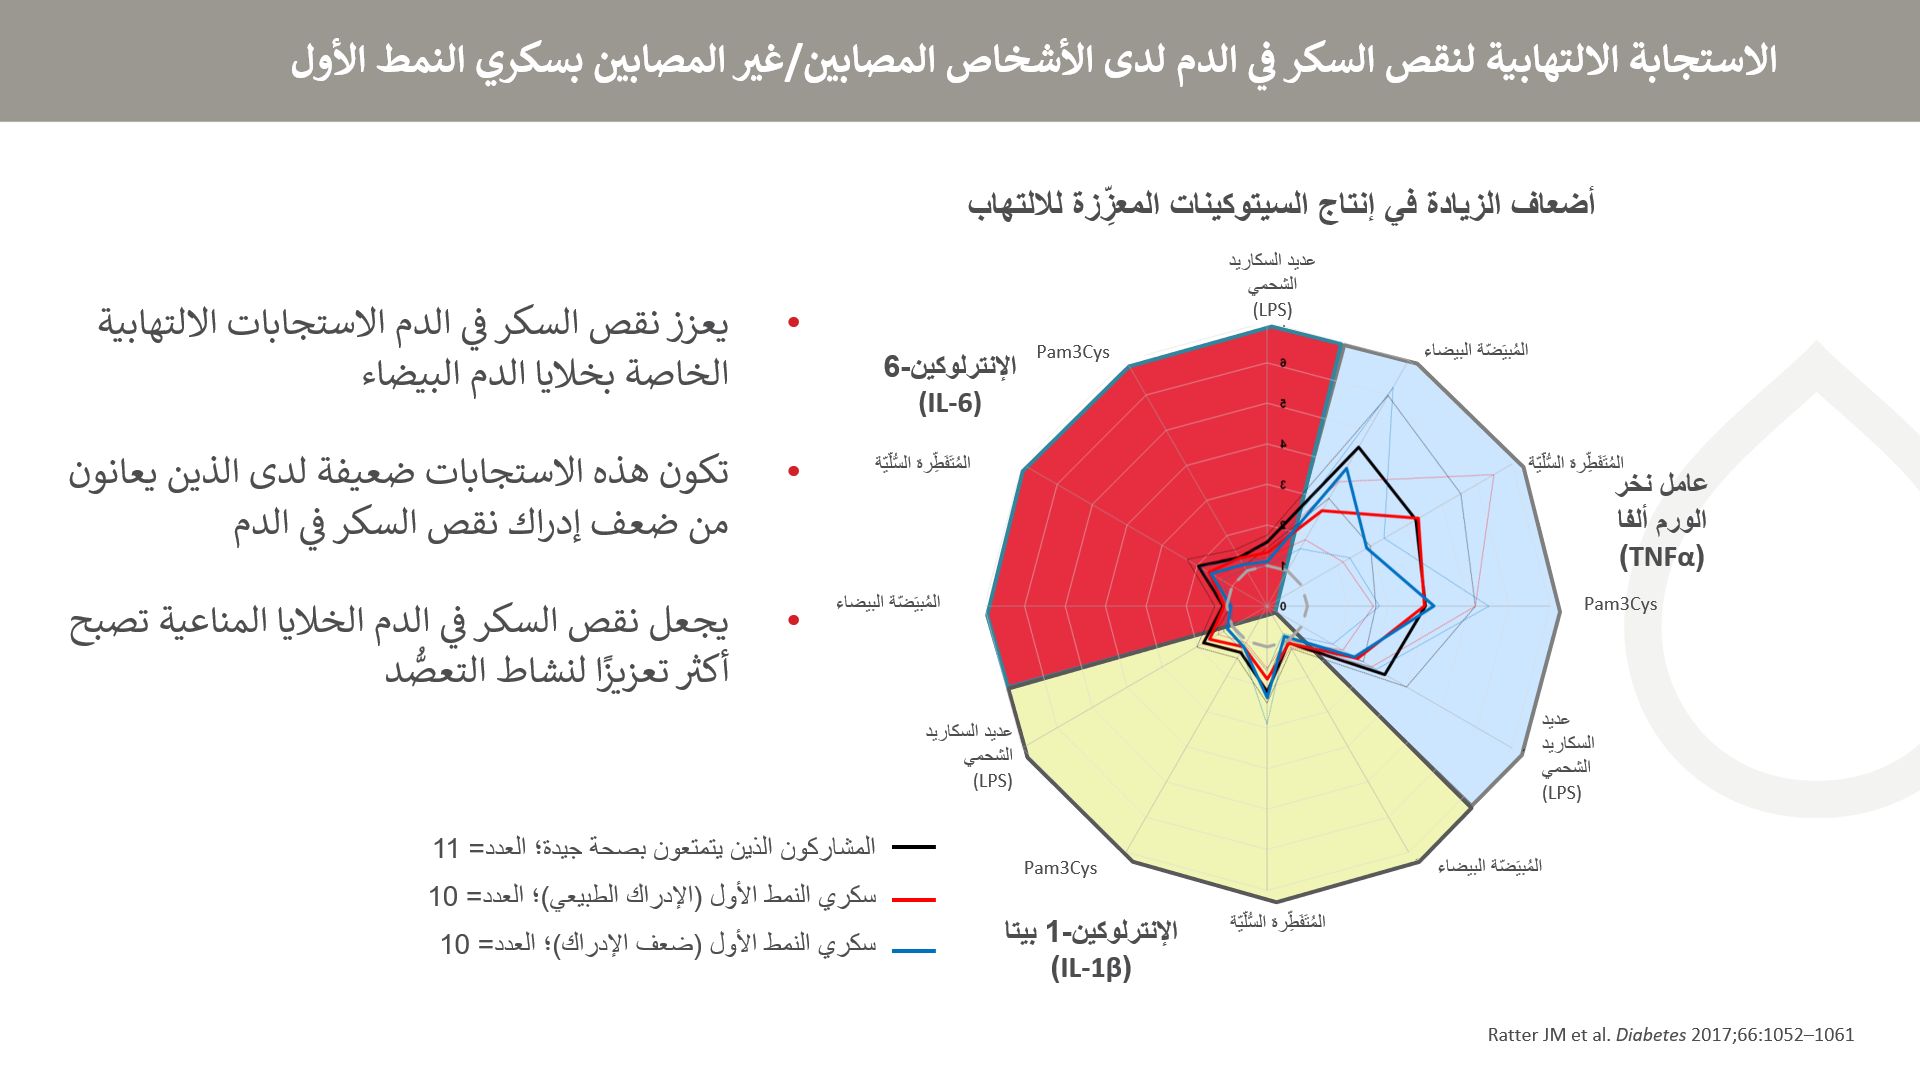 الاستجابة الالتهابية لنقص السكر في الدم لدى الأشخاص المصابين/غير المصابين بسكري النمط الأول
أضعاف الزيادة في إنتاج السيتوكينات المعزِّزة للالتهاب
عديد السكاريد
الشحمي
(LPS)
المُبيَضّة البيضاء
المُتَفَطِّرة السُّلِّيّة
عامل نخر
الورم ألفا
(TNFα)
Pam3Cys
عديد
السكاريد
الشحمي
(LPS)
المُبيَضّة البيضاء
المُتَفَطِّرة السُّلِّيّة
الإنترلوكين-1 بيتا
(IL-1β)
Pam3Cys
عديد السكاريد
الشحمي
(LPS)
المُبيَضّة البيضاء
المُتَفَطِّرة السُّلِّيّة
الإنترلوكين-6
(IL-6)
Pam3Cys
6
5
4
3
2
1
0
• يعزز نقص السكر في الدم الاستجابات الالتهابية
الخاصة بخلايا الدم البيضاء
• تكون هذه الاستجابات ضعيفة لدى الذين يعانون
من ضعف إدراك نقص السكر في الدم
• يجعل نقص السكر في الدم الخلايا المناعية تصبح
أكثر تعزيزًا لنشاط التعصُّد
المشاركون الذين يتمتعون بصحة جيدة؛ العدد= 11
سكري النمط الأول (الإدراك الطبيعي)؛ العدد= 10
سكري النمط الأول (ضعف الإدراك)؛ العدد= 10
Ratter JM et al. Diabetes 2017;66:1052–1061